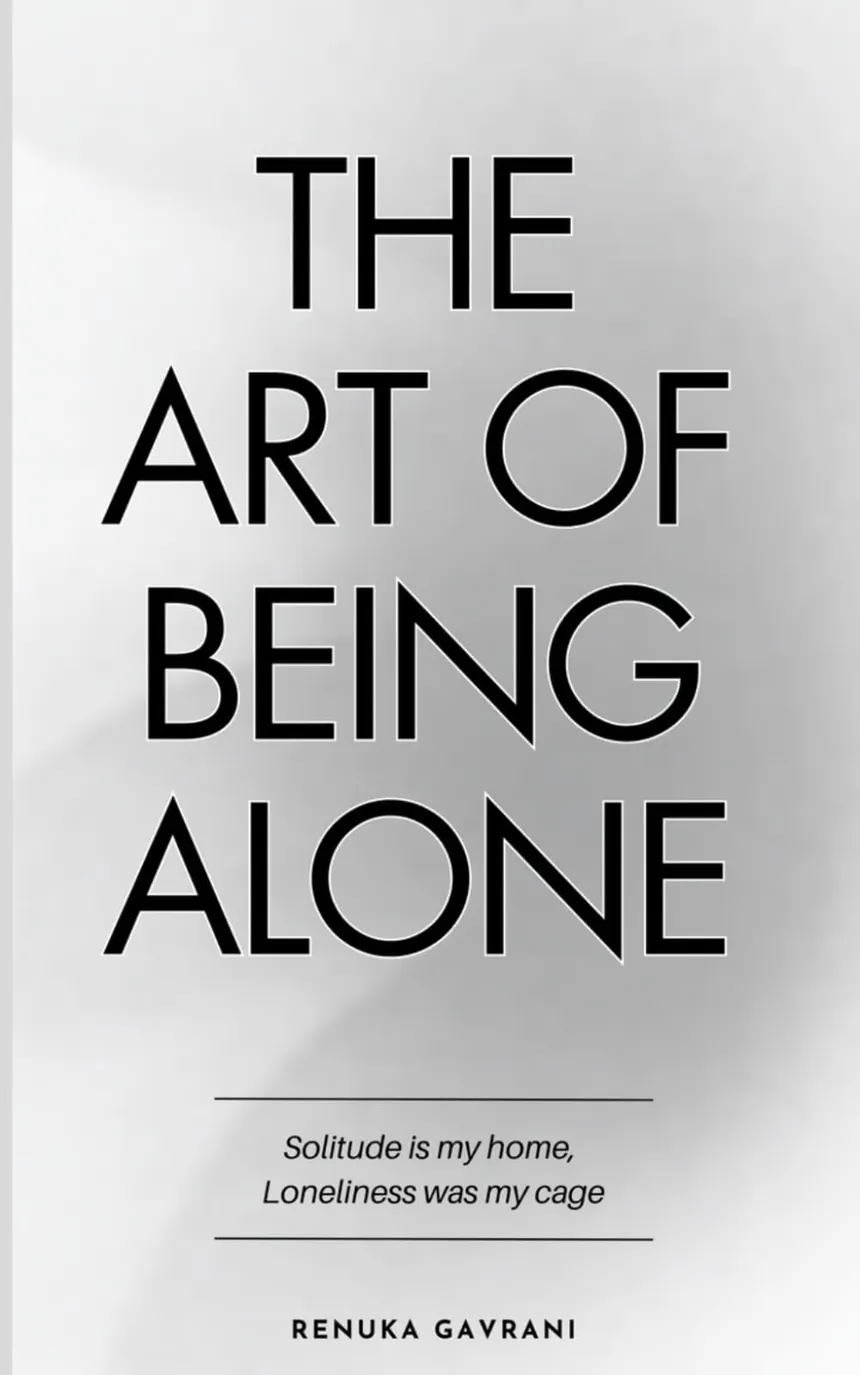 THE
ART OF
BEING
ALONE
Solitude is my home,
Loneliness was my cage
RENUKA GAVRANI